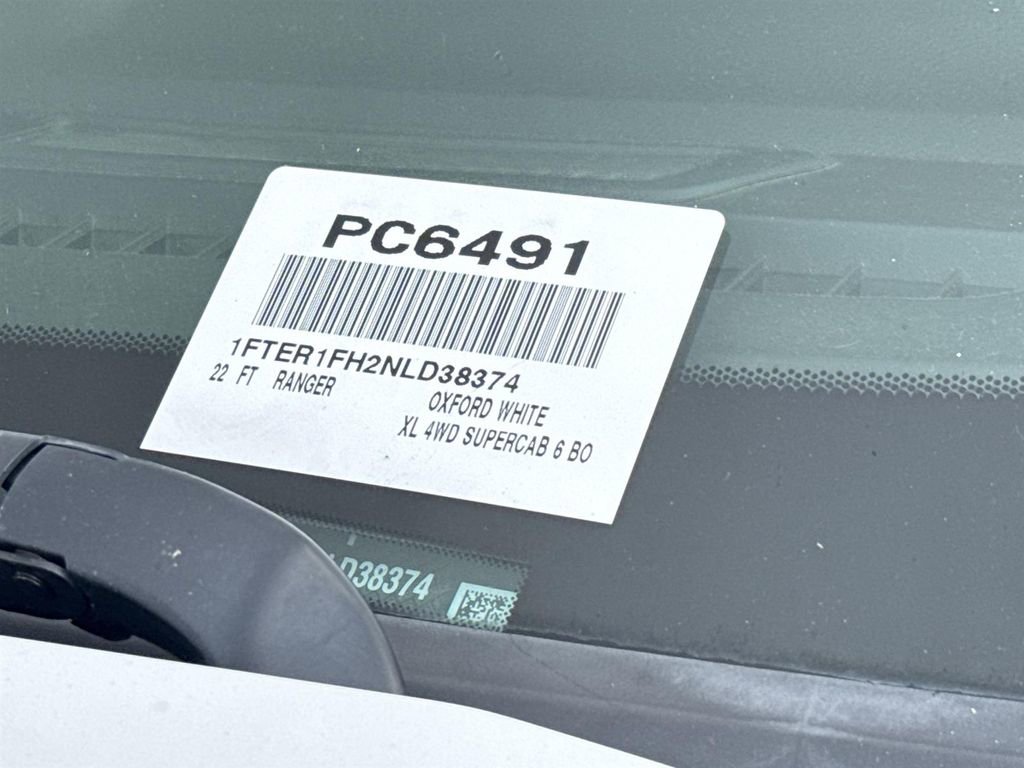 PC6491
1FTER1FH2NLD38374
22 FT RANGER
OXFORD WHITE
XL 4WD SUPERCAB 6 BO
D38374